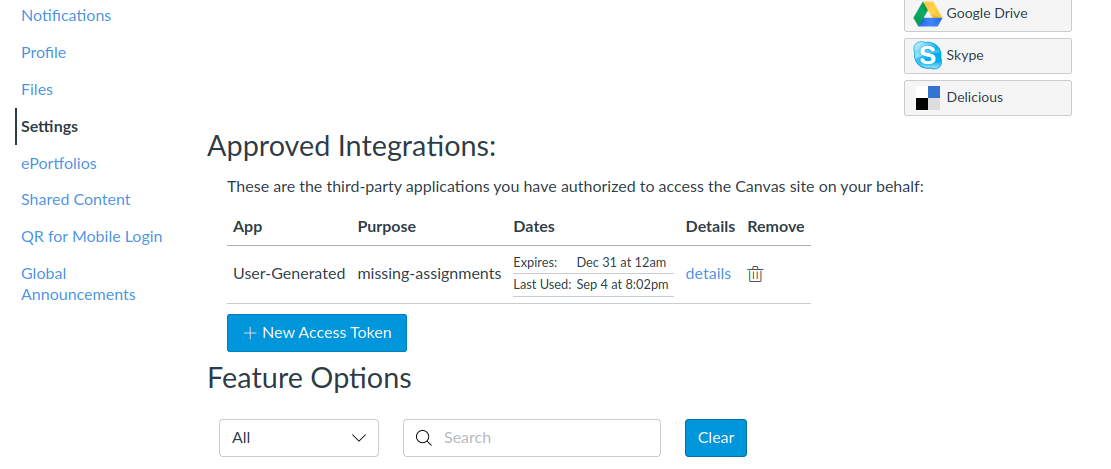 Notifications
Profile
Files
Settings
ePortfolios
Shared Content
QR for Mobile Login
Global
Announcements
Google Drive
Skype
Delicious
Approved Integrations:
These are the third-party applications you have authorized to access the Canvas site on your behalf:
App Purpose Dates Details Remove
User-Generated missing-assignments Expires: Dec 31 at 12am details
Last Used: Sep 4 at 8:02pm
New Access Token
Feature Options
All Search Clear